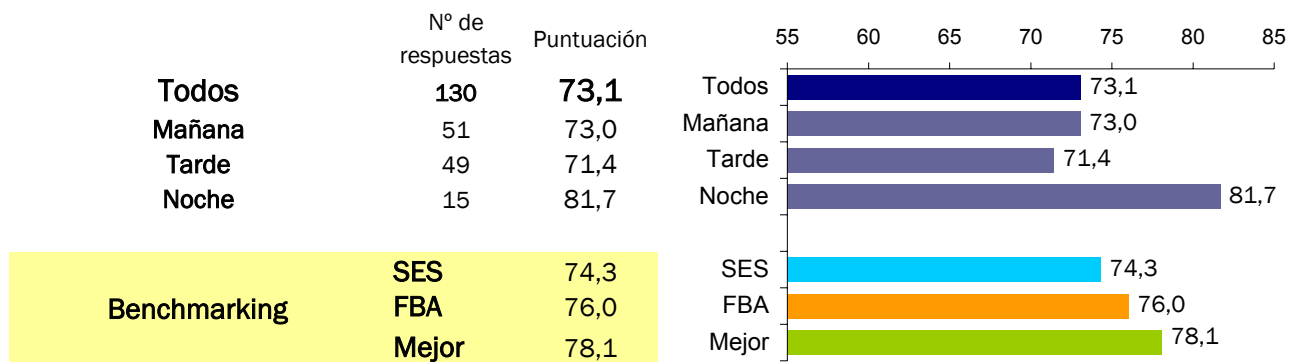 Nº de respuestas Puntuación
Todos 130 73,1
Mañana 51 73,0
Tarde 49 71,4
Noche 15 81,7
Benchmarking
SES 74,3
FBA 76,0
Mejor 78,1
55 60 65 70 75 80 85
Todos 73,1
Mañana 73,0
Tarde 71,4
Noche 81,7
SES 74,3
FBA 76,0
Mejor 78,1